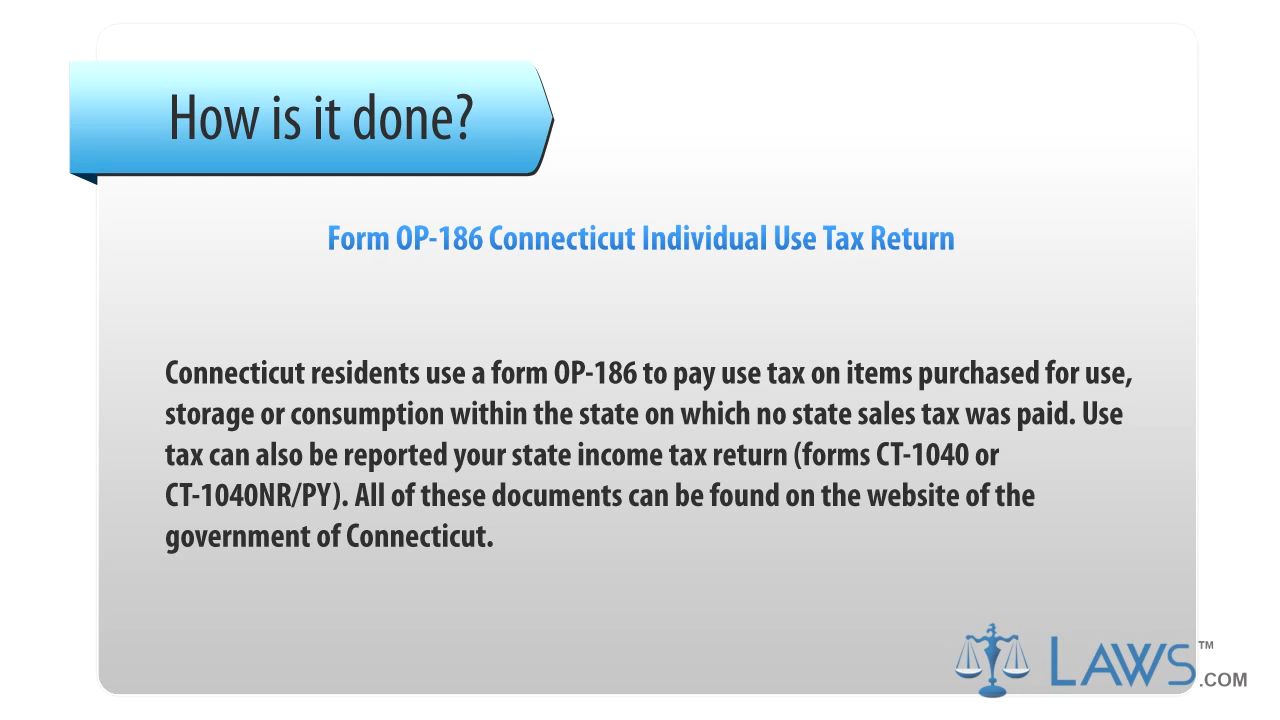 How is it done?
Form OP-186 Connecticut Individual Use Tax Return
Connecticut residents use a form OP-186 to pay use tax on items purchased for use,
storage or consumption within the state on which no state sales tax was paid. Use
tax can also be reported your state income tax return (forms CT-1040 or
CT-1040NR/PY). All of these documents can be found on the website of the
government of Connecticut.
LAWS™
.COM